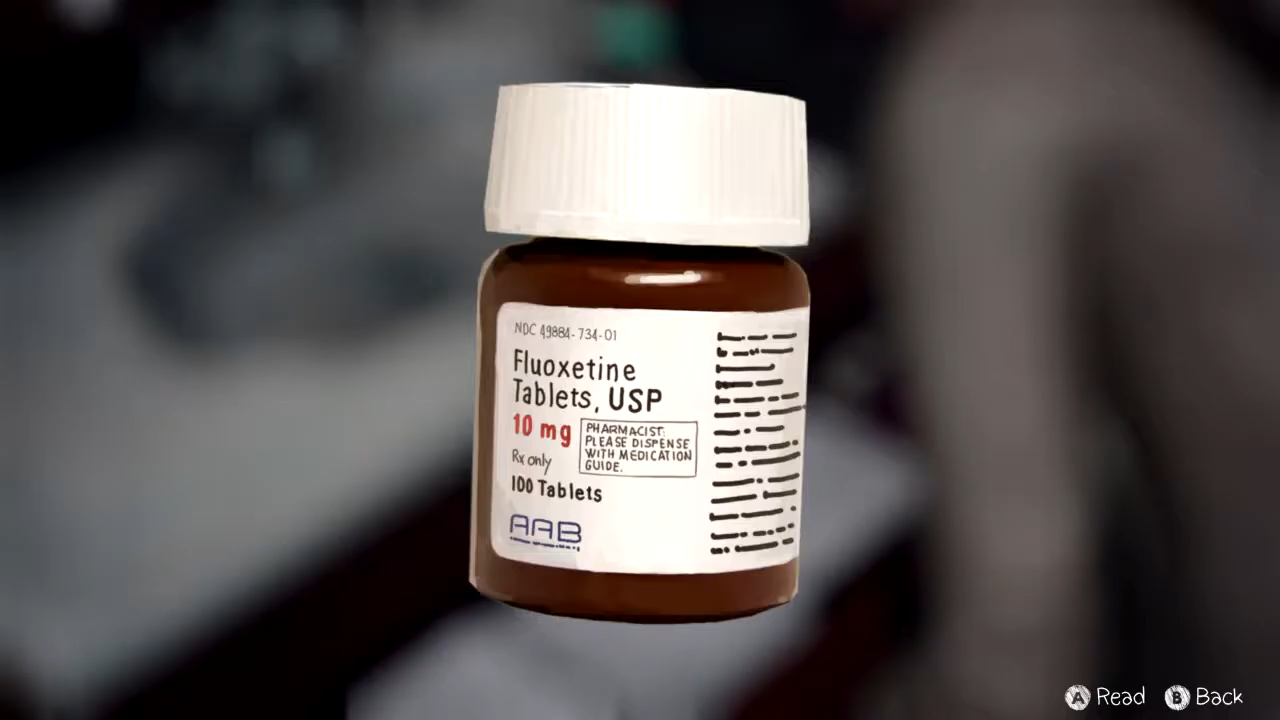 NDC 49884-734-01
Fluoxetine
Tablets, USP
10 mg
PHARMACIST:
PLEASE DISPENSE
WITH MEDICATION
GUIDE.
Rx only
100 Tablets
AAB
A Read B Back